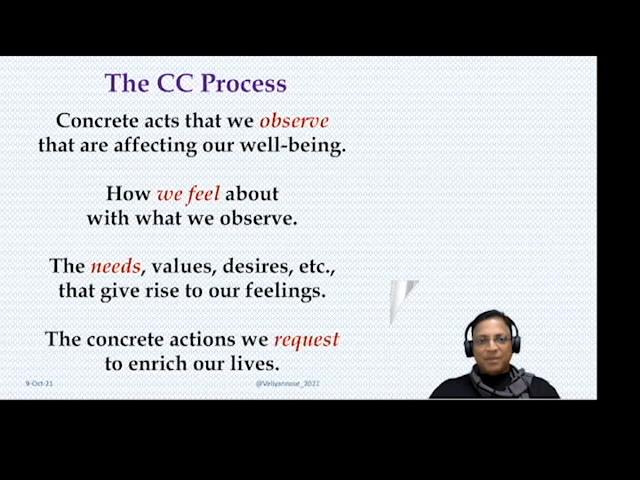 The CC Process
Concrete acts that we observe
that are affecting our well-being.
How we feel about
with what we observe.
The needs, values, desires, etc.,
that give rise to our feelings.
The concrete actions we request
to enrich our lives.
9-Oct-21